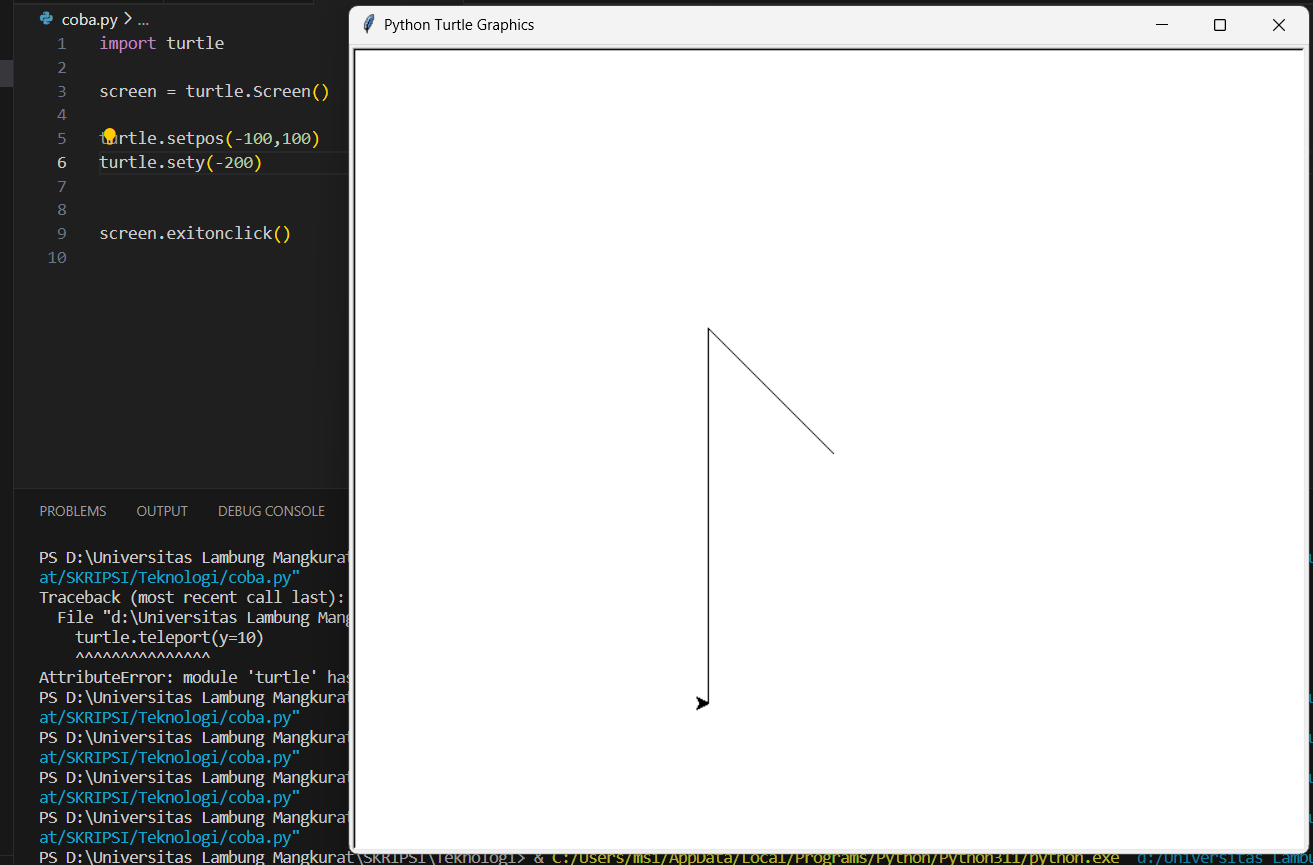 coba.py > ...
Python Turtle Graphics
1 import turtle
2
3 screen = turtle.Screen()
4
5 turtle.setpos(-100,100)
6 turtle.sety(-200)
7
8
9 screen.exitonclick()
10
PROBLEMS OUTPUT DEBUG CONSOLE
PS D:\Universitas Lambung Mangkurat
at/SKRIPSI/Teknologi/coba.py"
Traceback (most recent call last):
File "d:\Universitas Lambung Mang
turtle.teleport(y=10)
^^^^^^^^^^^^^^^
AttributeError: module 'turtle' has
PS D:\Universitas Lambung Mangkurat
at/SKRIPSI/Teknologi/coba.py"
PS D:\Universitas Lambung Mangkurat
at/SKRIPSI/Teknologi/coba.py"
PS D:\Universitas Lambung Mangkurat
at/SKRIPSI/Teknologi/coba.py"
PS D:\Universitas Lambung Mangkurat
at/SKRIPSI/Teknologi/coba.py"
PS D:\Universitas Lambung Mangkurat\SKRIPSI\Teknologi> & C:/Users/msi/AppData/Local/Programs/Python/Python311/python.exe "d:/Universitas Lamb